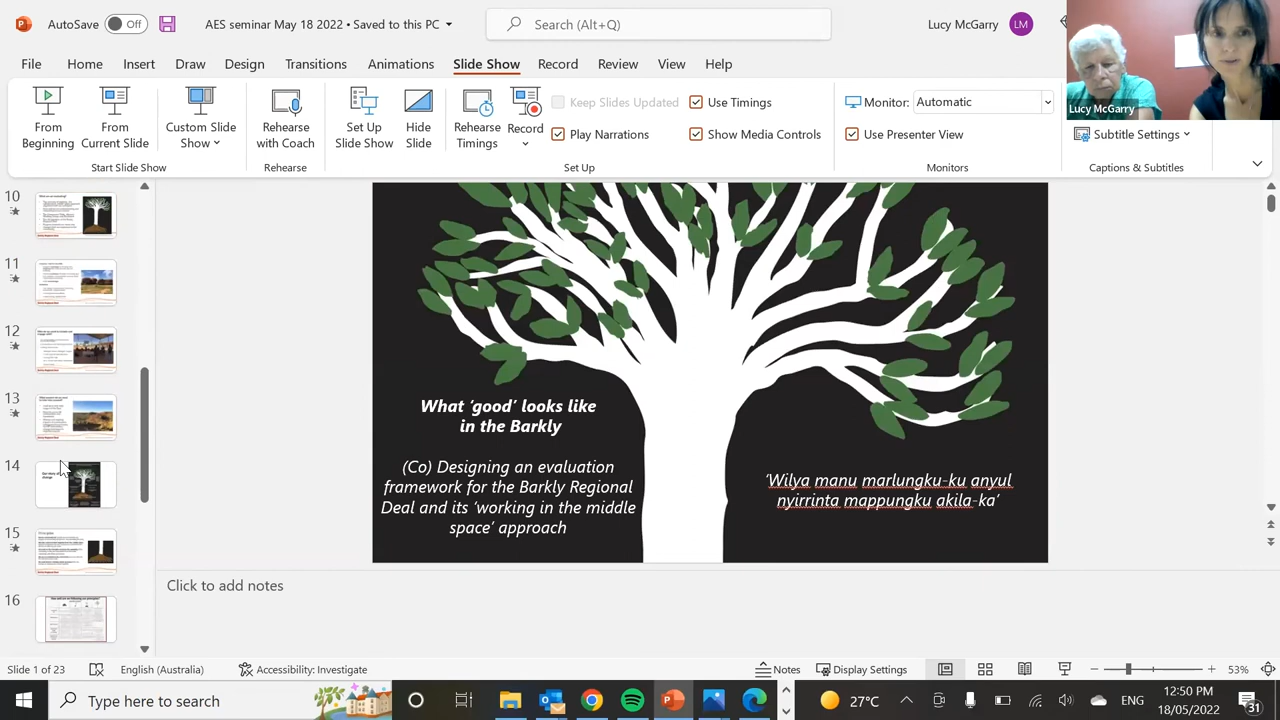 AutoSave Off AES seminar May 18 2022 • Saved to this PC Search (Alt+Q) Lucy McGarry LM
File Home Insert Draw Design Transitions Animations Slide Show Record Review View Help
From Beginning
From Current Slide
Custom Slide Show
Start Slide Show
Rehearse with Coach
Rehearse
Set Up Slide Show
Hide Slide
Rehearse Timings
Record
Keep Slides Updated
Play Narrations
Use Timings
Show Media Controls
Set Up
Monitor: Automatic
Use Presenter View
Monitors
Subtitle Settings
Captions & Subtitles
Lucy McGarry
10
11
12
13
14
15
16
What 'good' looks like
in the Barkly
(Co) Designing an evaluation
framework for the Barkly Regional
Deal and its 'working in the middle
space' approach
'Wilya manu marlungku-ku anyul
nyirrinta mappungku akila-ka'
Click to add notes
Slide 1 of 23 English (Australia) Accessibility: Investigate Notes Display Settings 53%
Type here to search 27°C ENG 12:50 PM
18/05/2022 31